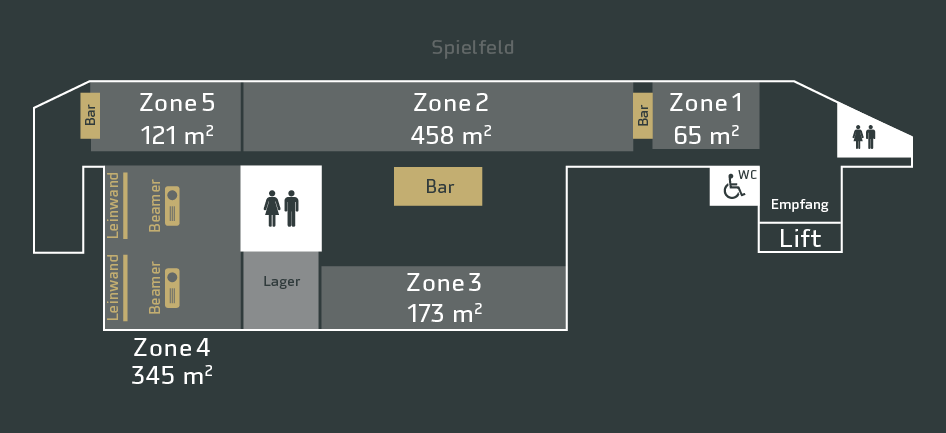 Spielfeld
Bar
Zone 5
121 m²
Zone 2
458 m²
Bar
Zone 1
65 m²
Leinwand
Beamer
Bar
WC
Empfang
Lift
Leinwand
Beamer
Lager
Zone 3
173 m²
Zone 4
345 m²